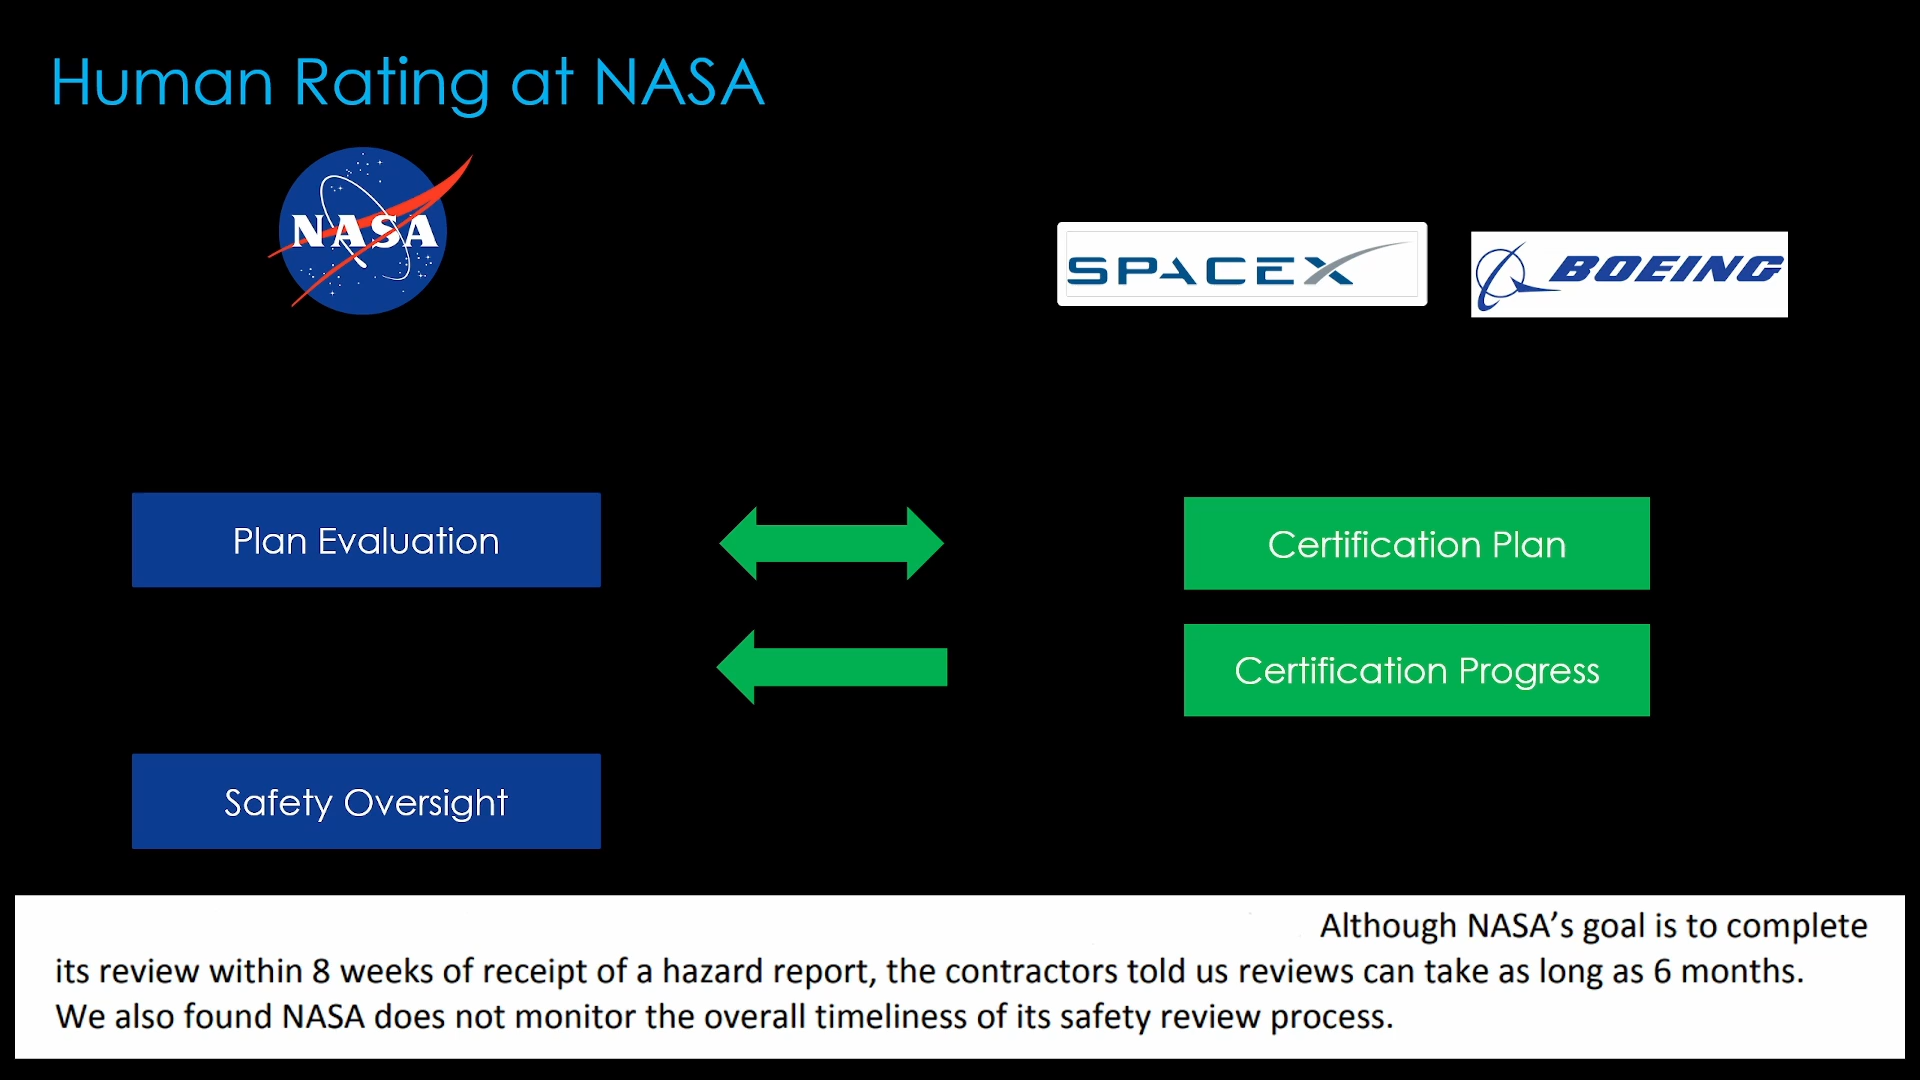 Human Rating at NASA
NASA
SPACEX
BOEING
Plan Evaluation
Certification Plan
Certification Progress
Safety Oversight
Although NASA’s goal is to complete
its review within 8 weeks of receipt of a hazard report, the contractors told us reviews can take as long as 6 months.
We also found NASA does not monitor the overall timeliness of its safety review process.